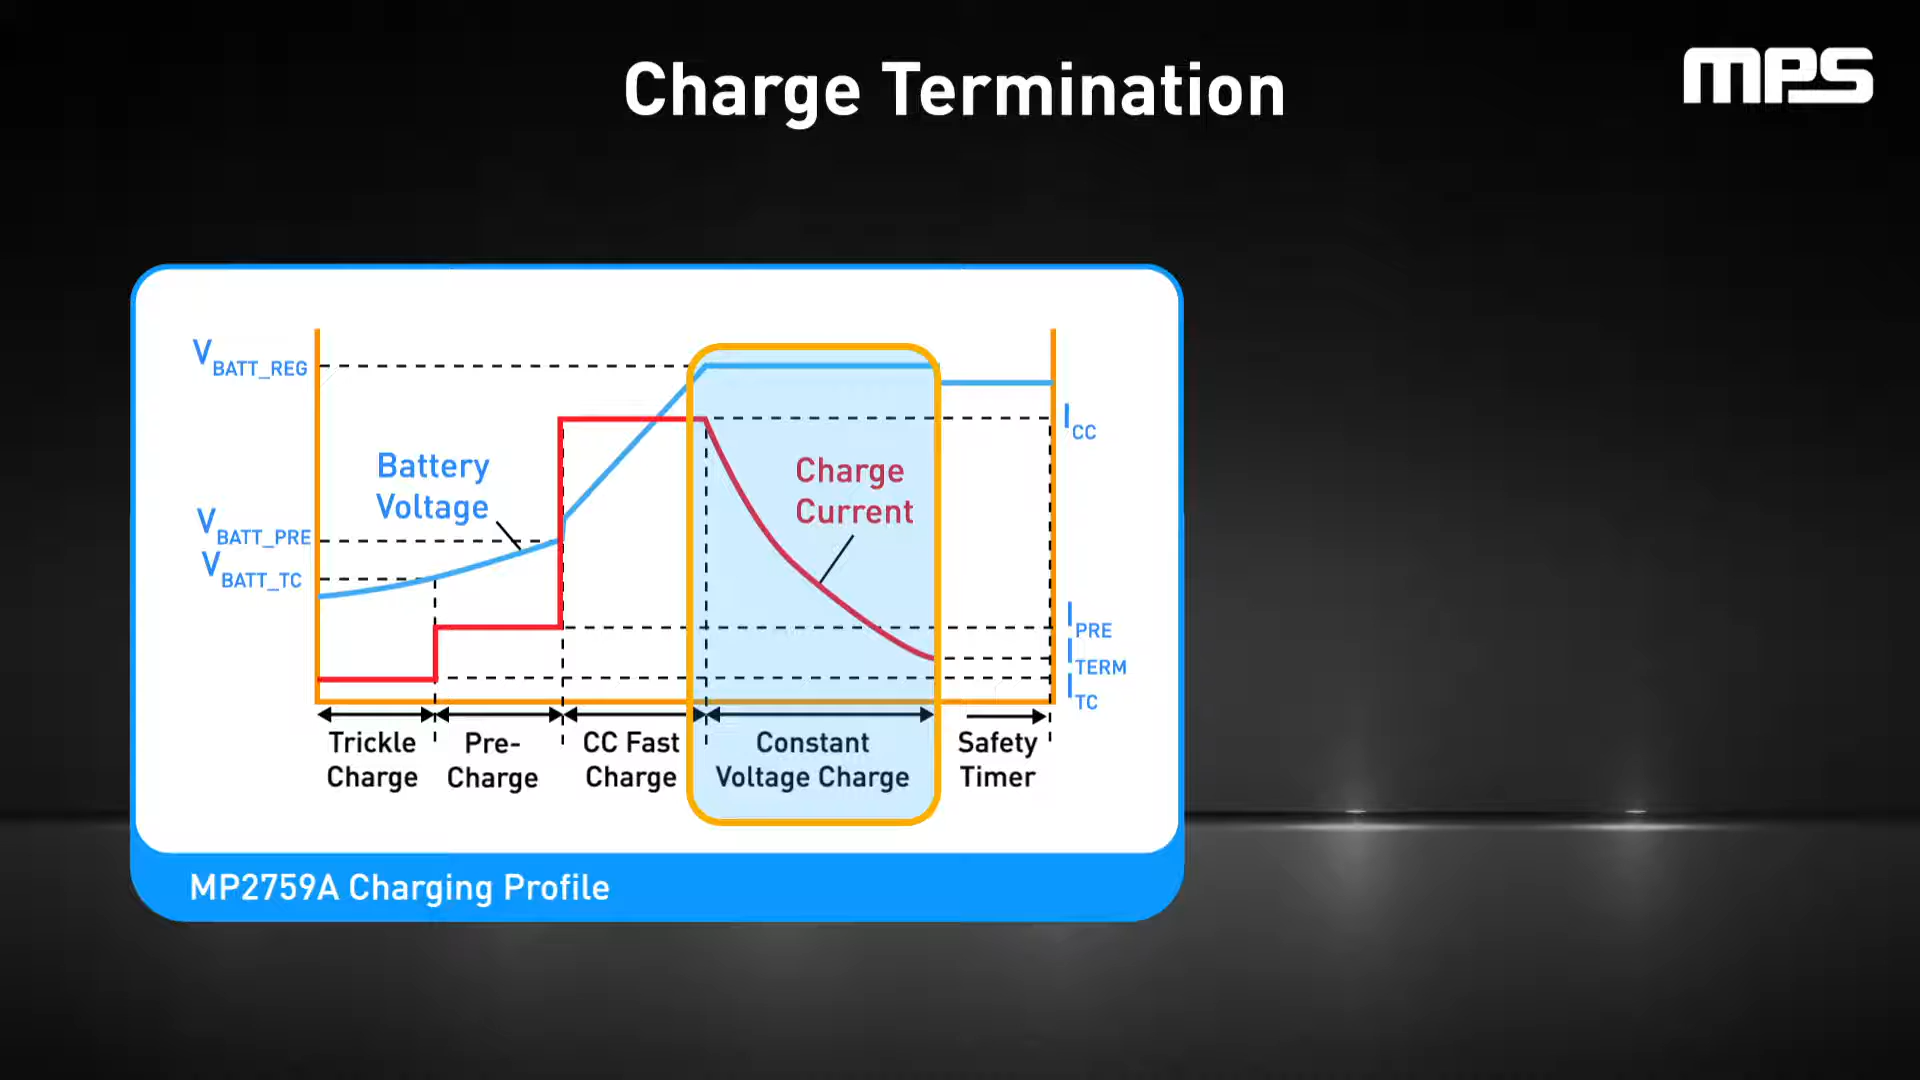 Charge Termination
MPS
VBATT_REG
ICC
Battery
Voltage
Charge
Current
VBATT_PRE
VBATT_TC
IPRE
ITERM
ITC
Trickle
Charge
Pre-
Charge
CC Fast
Charge
Constant
Voltage Charge
Safety
Timer
MP2759A Charging Profile